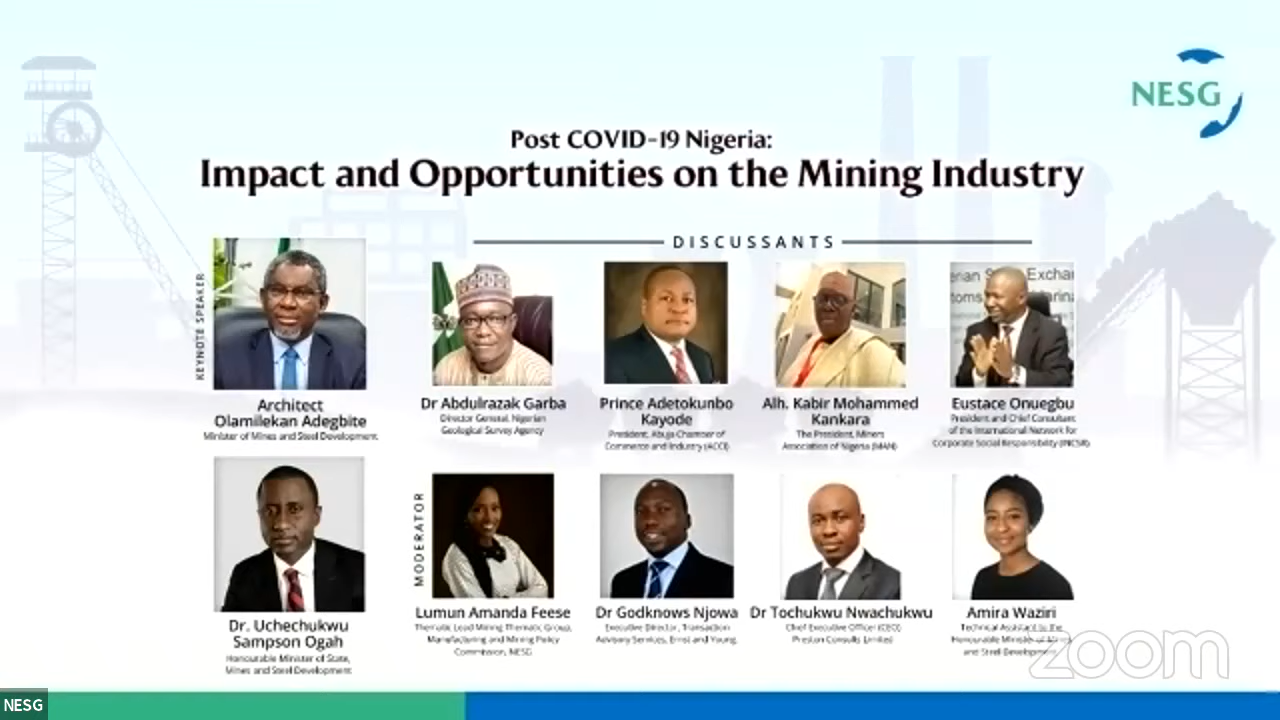 NESG
Post COVID-19 Nigeria:
Impact and Opportunities on the Mining Industry
DISCUSSANTS
KEYNOTE SPEAKER
Architect
Olamilekan Adegbite
Minister of Mines and Steel Development
Dr Abdulrazak Garba
Director General, Nigerian
Geological Survey Agency
Prince Adetokunbo
Kayode
President, Abuja Chamber of
Commerce and Industry (ACCI)
Alh. Kabir Mohammed
Kankara
The President, Miners
Association of Nigeria (MAN)
Eustace Onuegbu
President and Chief Consultant
of the International Network for
Corporate Social Responsibility (INCSR)
Dr. Uchechukwu
Sampson Ogah
Honourable Minister of State,
Mines and Steel Development
MODERATOR
Lumun Amanda Feese
Thematic Lead Mining Thematic Group,
Manufacturing and Mining Policy
Commission, NESG
Dr Godknows Njowa
Executive Director, Transaction
Advisory Services, Ernst and Young
Dr Tochukwu Nwachukwu
Chief Executive Officer (CEO)
Preston Consults Limited
Amira Waziri
Technical Assistant to the
Honourable Minister of Mines
and Steel Development
zoom
NESG